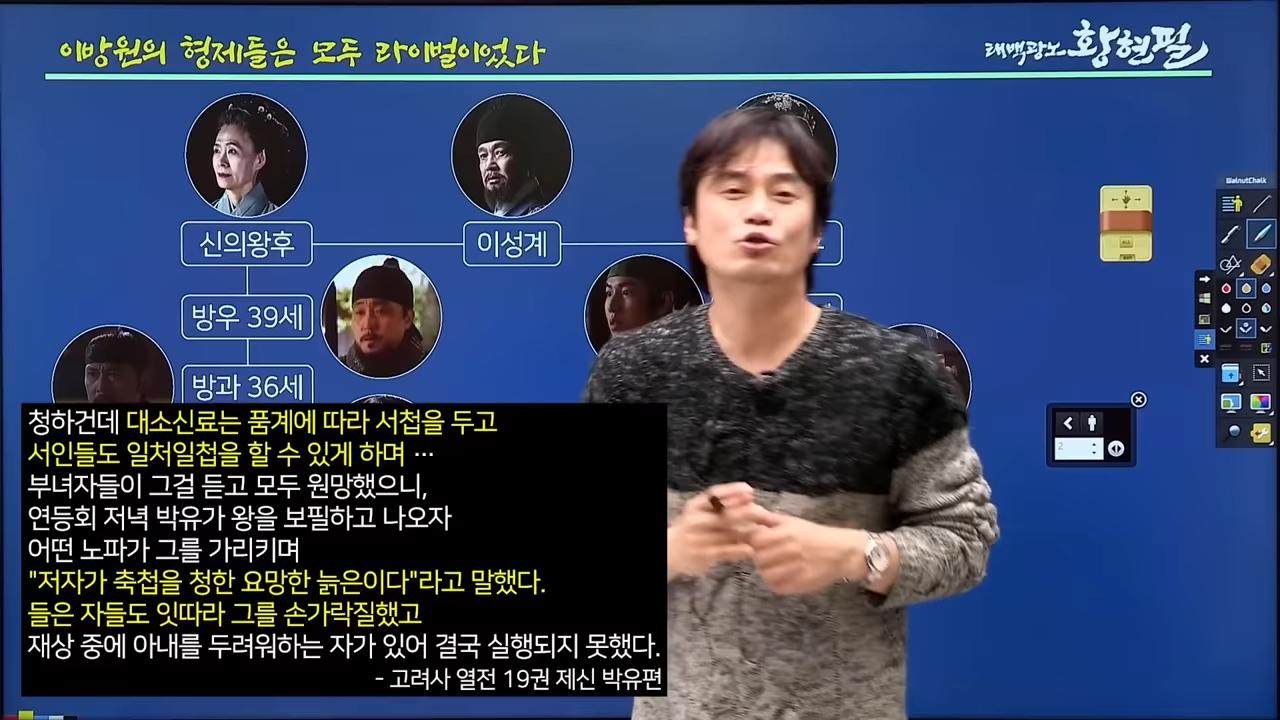 이방원의 형제들은 모두 라이벌이었다
태백광노 황현필
신의왕후
이성계
방우 39세
방과 36세
WalnutChalk
ALL
2
청하건데 대소신료는 품계에 따라 서첩을 두고
서인들도 일처일첩을 할 수 있게 하며 …
부녀자들이 그걸 듣고 모두 원망했으니,
연등회 저녁 박유가 왕을 보필하고 나오자
어떤 노파가 그를 가리키며
"저자가 축첩을 청한 요망한 늙은이다"라고 말했다.
들은 자들도 잇따라 그를 손가락질했고
재상 중에 아내를 두려워하는 자가 있어 결국 실행되지 못했다.
- 고려사 열전 19권 제신 박유편